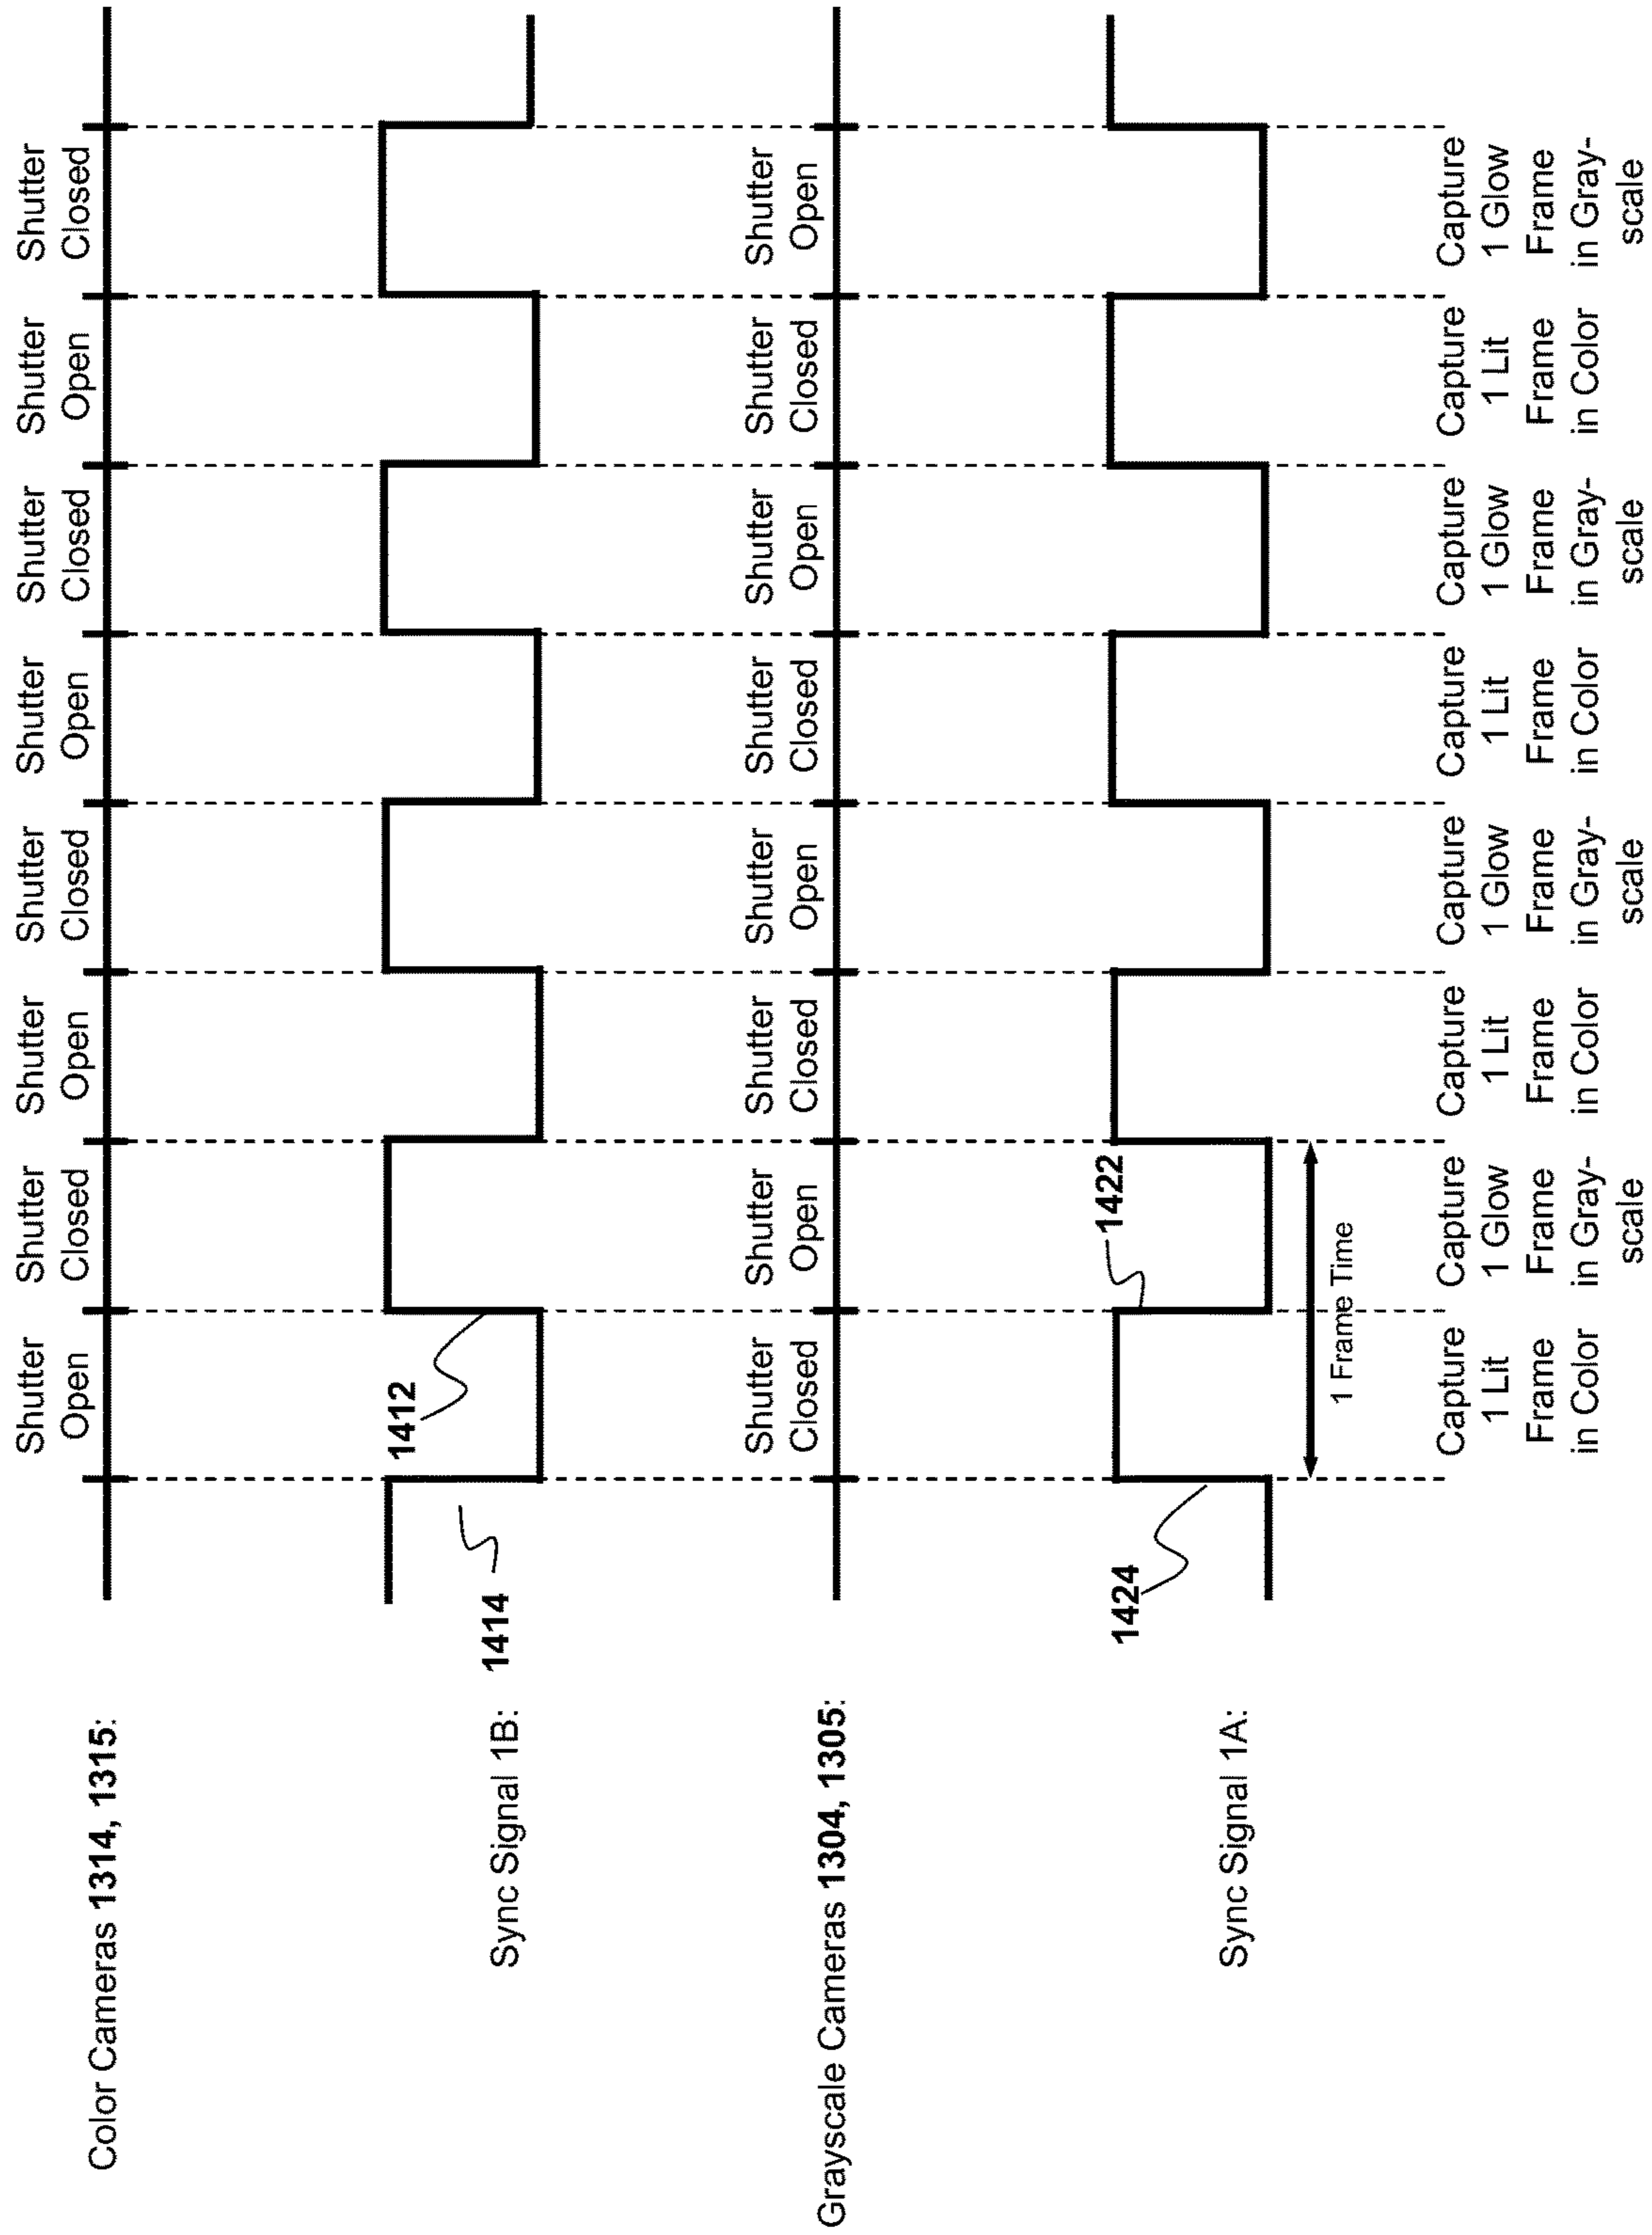 Color Cameras 1314, 1315:
Shutter Open
Shutter Closed
Shutter Open
Shutter Closed
Shutter Open
Shutter Closed
Shutter Open
Shutter Closed
Sync Signal 1B:
1414
1412
Grayscale Cameras 1304, 1305:
Shutter Closed
Shutter Open
Shutter Closed
Shutter Open
Shutter Closed
Shutter Open
Shutter Closed
Shutter Open
Sync Signal 1A:
1424
1422
1 Frame Time
Capture
1 Lit
Frame
in Color
Capture
1 Glow
Frame
in Gray-
scale
Capture
1 Lit
Frame
in Color
Capture
1 Glow
Frame
in Gray-
scale
Capture
1 Lit
Frame
in Color
Capture
1 Glow
Frame
in Gray-
scale
Capture
1 Lit
Frame
in Color
Capture
1 Glow
Frame
in Gray-
scale